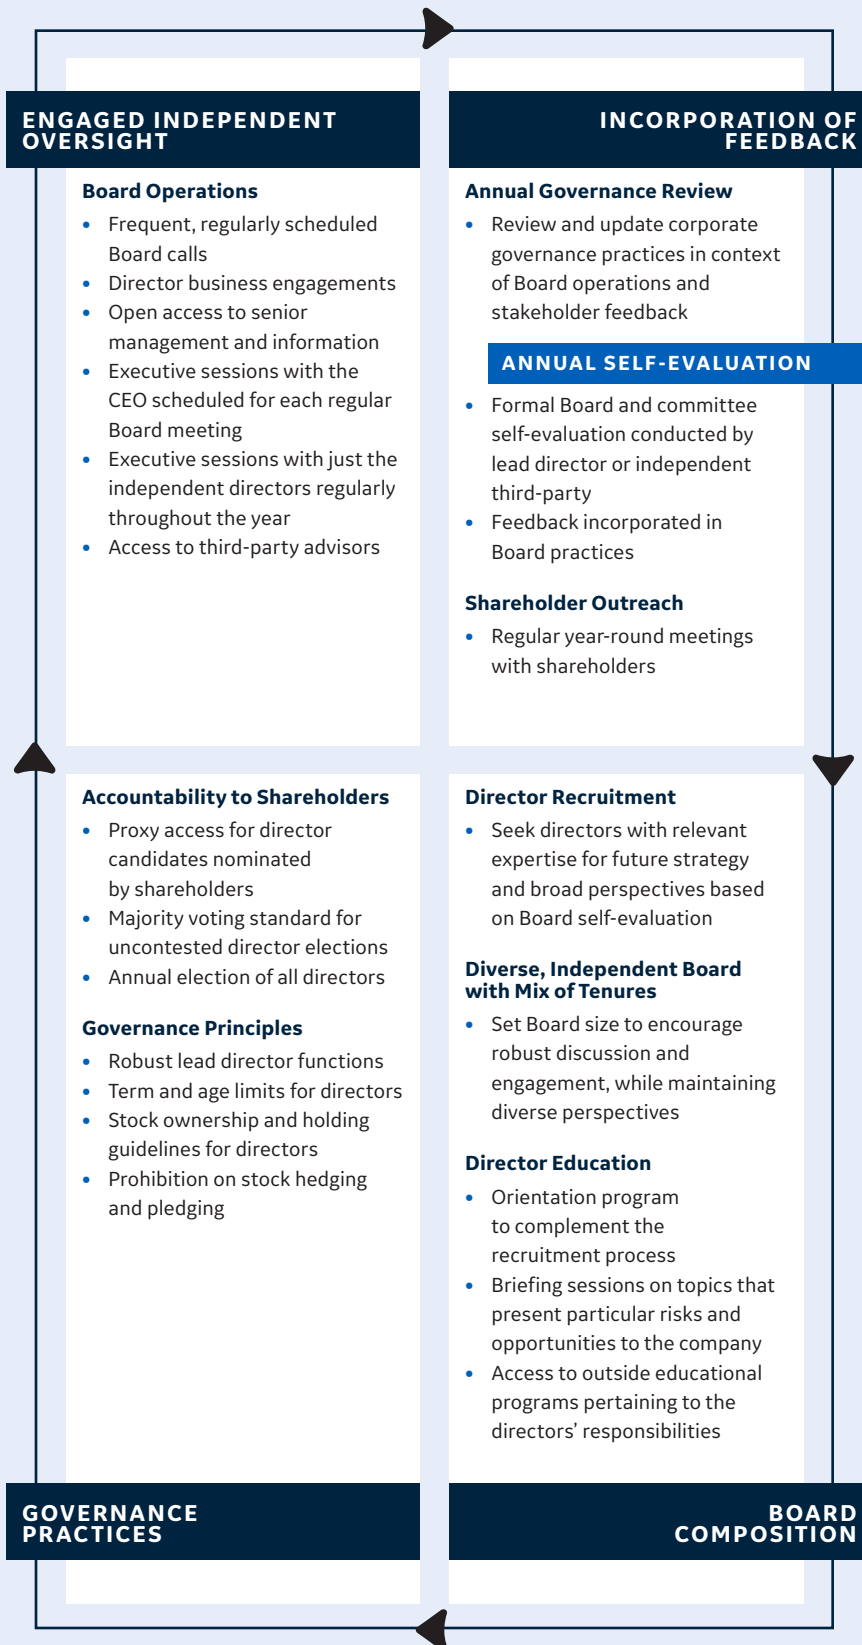 ENGAGED INDEPENDENT
OVERSIGHT
Board Operations
• Frequent, regularly scheduled
Board calls
• Director business engagements
• Open access to senior
management and information
• Executive sessions with the
CEO scheduled for each regular
Board meeting
• Executive sessions with just the
independent directors regularly
throughout the year
• Access to third-party advisors
INCORPORATION OF
FEEDBACK
Annual Governance Review
• Review and update corporate
governance practices in context
of Board operations and
stakeholder feedback
ANNUAL SELF-EVALUATION
• Formal Board and committee
self-evaluation conducted by
lead director or independent
third-party
• Feedback incorporated in
Board practices
Shareholder Outreach
• Regular year-round meetings
with shareholders
Accountability to Shareholders
• Proxy access for director
candidates nominated
by shareholders
• Majority voting standard for
uncontested director elections
• Annual election of all directors
Governance Principles
• Robust lead director functions
• Term and age limits for directors
• Stock ownership and holding
guidelines for directors
• Prohibition on stock hedging
and pledging
GOVERNANCE
PRACTICES
Director Recruitment
• Seek directors with relevant
expertise for future strategy
and broad perspectives based
on Board self-evaluation
Diverse, Independent Board
with Mix of Tenures
• Set Board size to encourage
robust discussion and
engagement, while maintaining
diverse perspectives
Director Education
• Orientation program
to complement the
recruitment process
• Briefing sessions on topics that
present particular risks and
opportunities to the company
• Access to outside educational
programs pertaining to the
directors’ responsibilities
BOARD
COMPOSITION